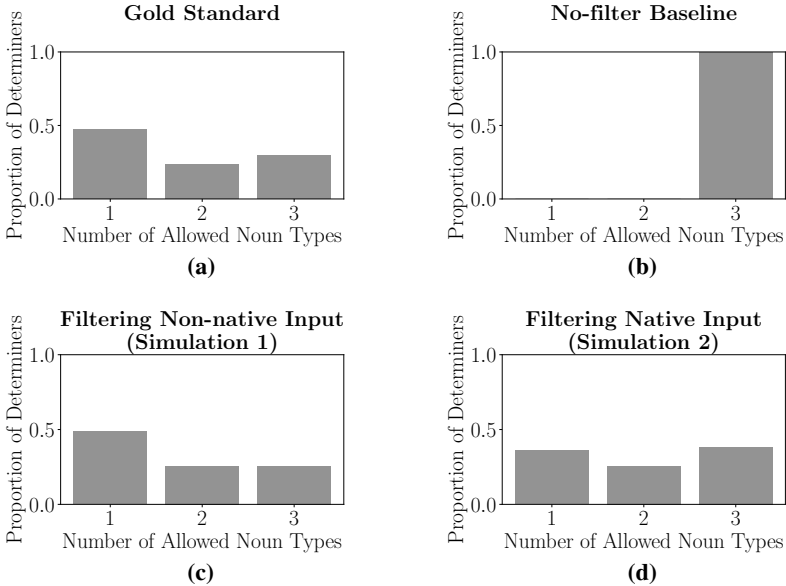 Gold Standard
Proportion of Determiners
1.0
0.5
0.0
1 2 3
Number of Allowed Noun Types
(a)
No-filter Baseline
Proportion of Determiners
1.0
0.5
0.0
1 2 3
Number of Allowed Noun Types
(b)
Filtering Non-native Input
(Simulation 1)
Proportion of Determiners
1.0
0.5
0.0
1 2 3
Number of Allowed Noun Types
(c)
Filtering Native Input
(Simulation 2)
Proportion of Determiners
1.0
0.5
0.0
1 2 3
Number of Allowed Noun Types
(d)